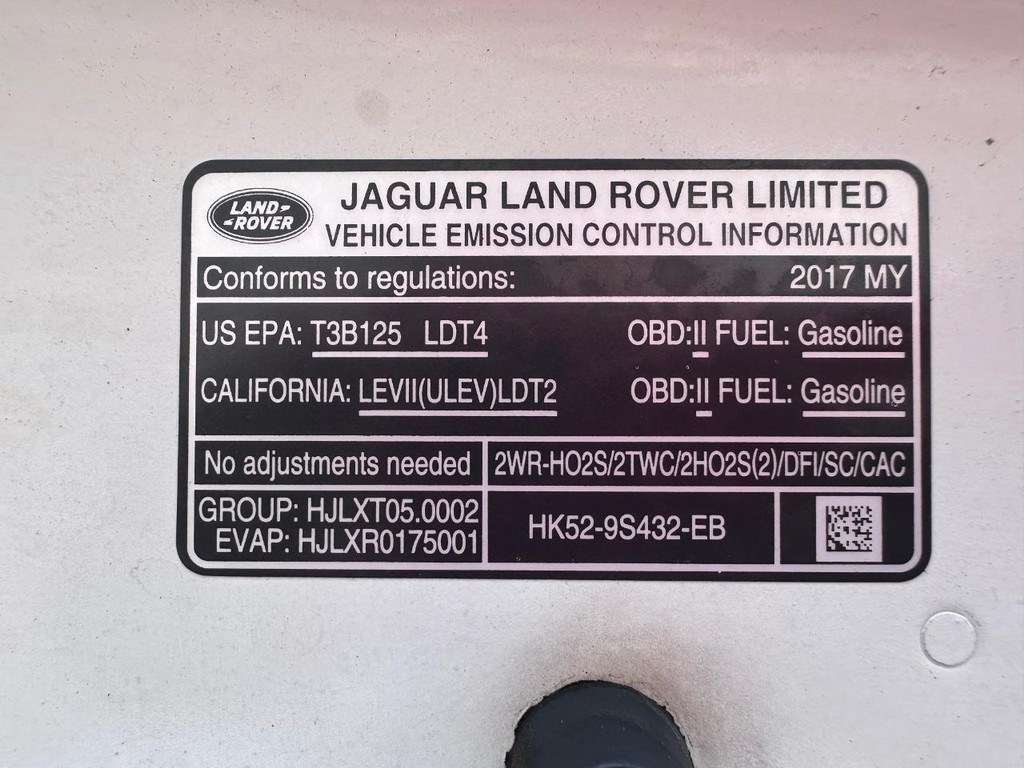 LAND-
-ROVER
JAGUAR LAND ROVER LIMITED
VEHICLE EMISSION CONTROL INFORMATION
Conforms to regulations: 2017 MY
US EPA: T3B125 LDT4 OBD:II FUEL: Gasoline
CALIFORNIA: LEVII(ULEV)LDT2 OBD:II FUEL: Gasoline
No adjustments needed 2WR-HO2S/2TWC/2HO2S(2)/DFI/SC/CAC
GROUP: HJLXT05.0002
EVAP: HJLXR0175001
HK52-9S432-EB